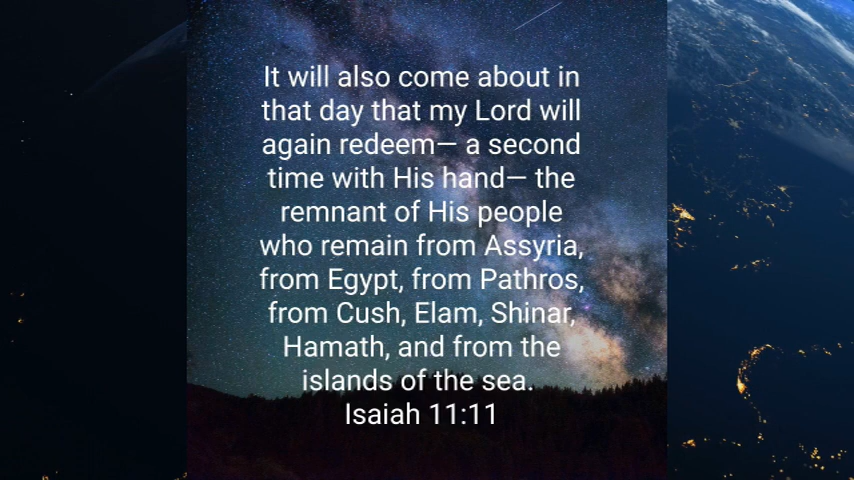 It will also come about in
that day that my Lord will
again redeem— a second
time with His hand— the
remnant of His people
who remain from Assyria,
from Egypt, from Pathros,
from Cush, Elam, Shinar,
Hamath, and from the
islands of the sea.
Isaiah 11:11